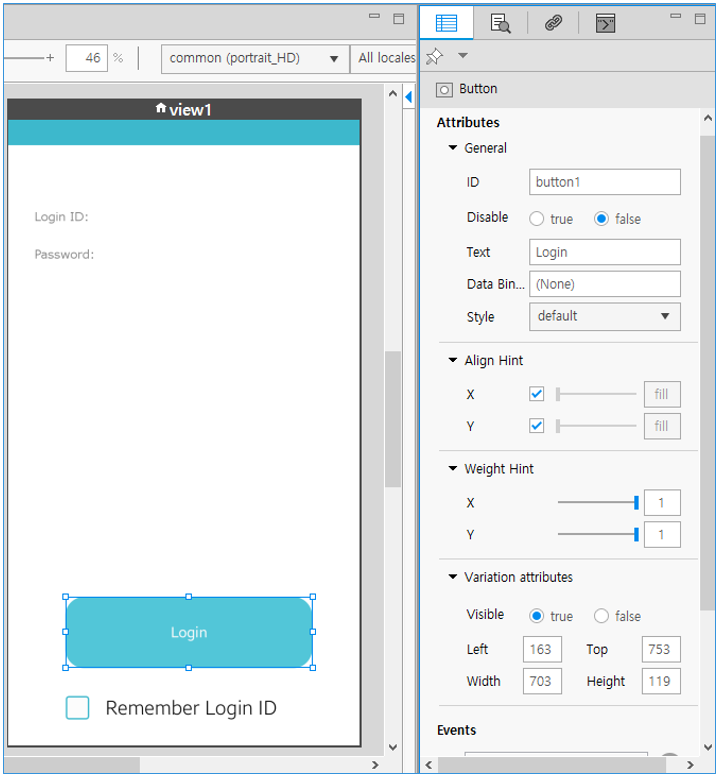 46 %
common (portrait_HD)
All locales
view1
Login ID:
Password:
Login
Remember Login ID
Button
Attributes
General
ID button1
Disable true false
Text Login
Data Bin... (None)
Style default
Align Hint
X fill
Y fill
Weight Hint
X 1
Y 1
Variation attributes
Visible true false
Left 163 Top 753
Width 703 Height 119
Events